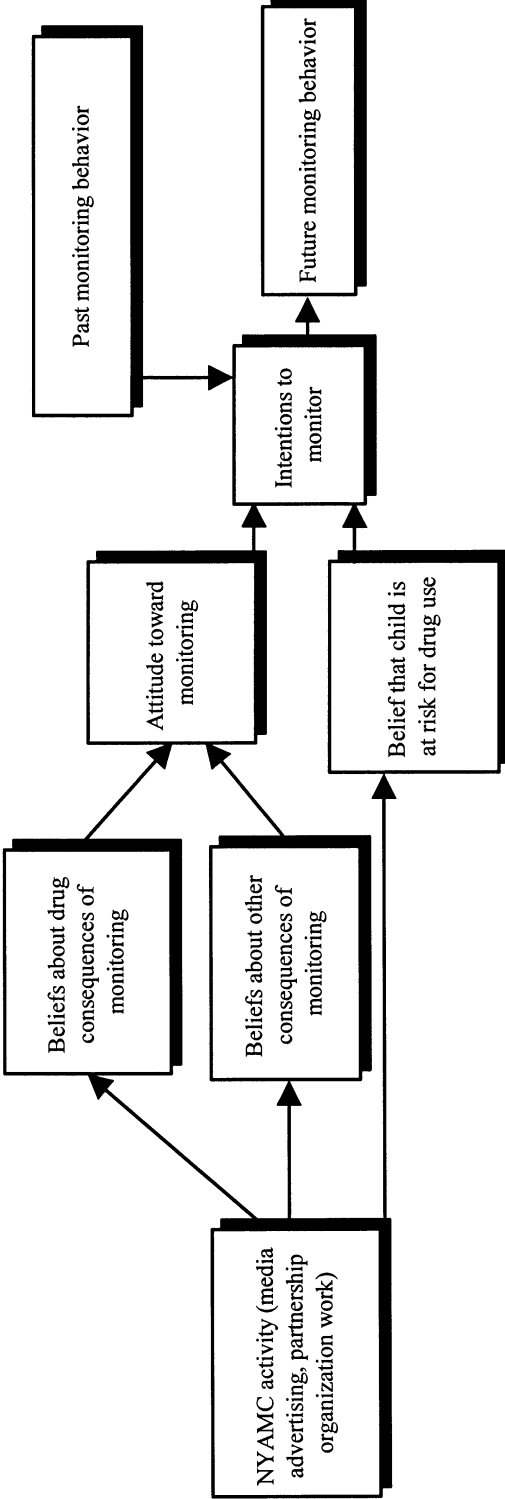 NYAMC activity (media
advertising, partnership
organization work)
Beliefs about drug
consequences of
monitoring
Beliefs about other
consequences of
monitoring
Attitude toward
monitoring
Belief that child is
at risk for drug use
Intentions to
monitor
Past monitoring behavior
Future monitoring behavior